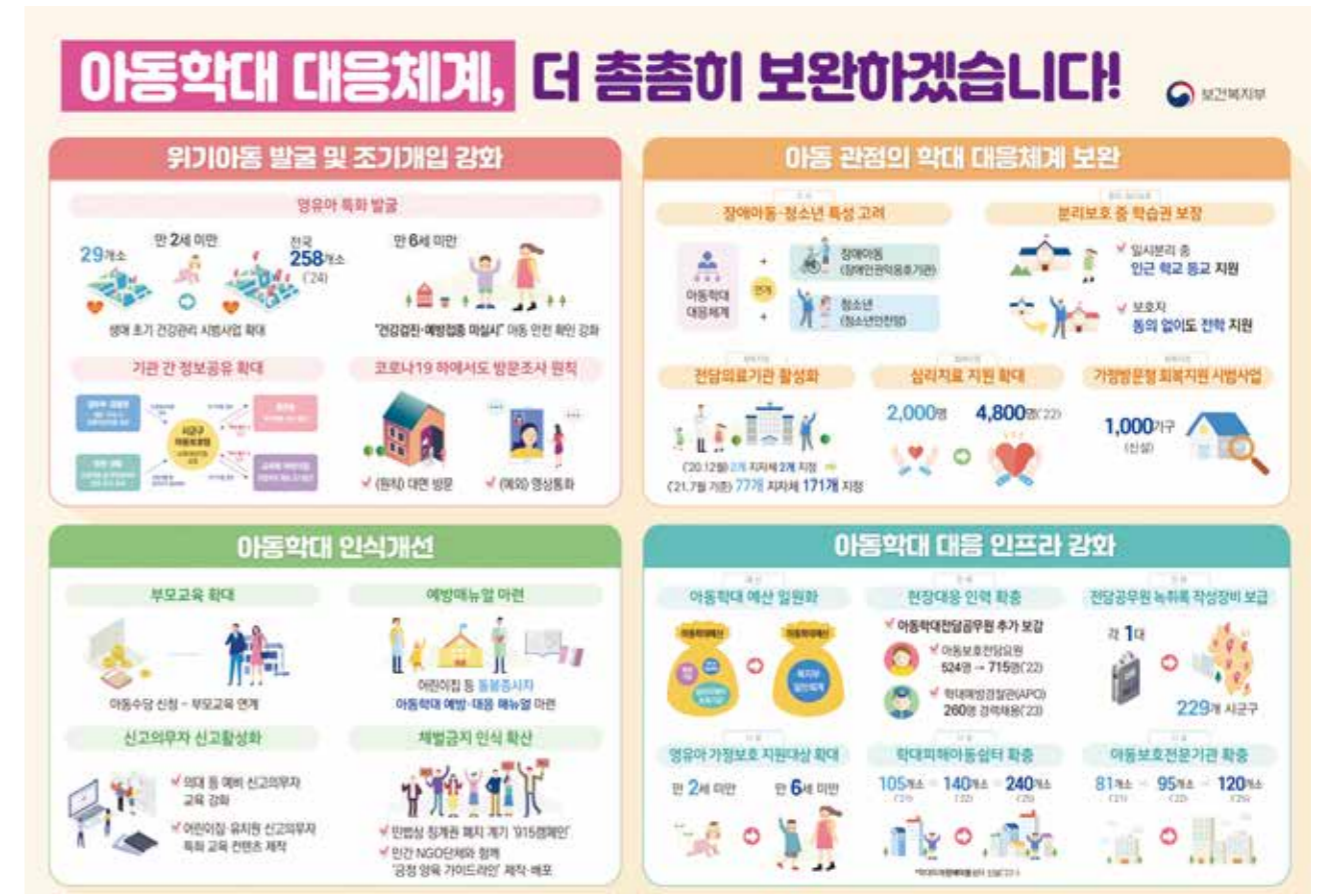 아동학대 대응체계, 더 촘촘히 보완하겠습니다!
보건복지부
위기아동 발굴 및 조기개입 강화
영유아 특화 발굴
29개소
만 2세 미만
전국
258개소
('24)
생애 초기 건강관리 시범사업 확대
만 6세 미만
"건강검진·예방접종 미실시" 아동 안전 확인 강화
기관 간 정보공유 확대
시군구
코로나19 하에서도 방문조사 원칙
(원칙) 대면 방문
(예외) 영상통화
아동 관점의 학대 대응체계 보완
장애아동·청소년 특성 고려
아동학대
대응체계
+
연계
+
장애아동
(장애인권익옹호기관)
청소년
(청소년안전망)
분리보호 중 학습권 보장
일시분리 중
인근 학교 등교 지원
보호자
동의 없이도 전학 지원
전담의료기관 활성화
('20.12월) 2개 지자체 2개 지정
('21.7월 기준) 77개 지자체 171개 지정
심리치료 지원 확대
2,000명
4,800명('22)
가정방문형 회복지원 시범사업
1,000가구
(신설)
아동학대 인식개선
부모교육 확대
아동수당 신청 - 부모교육 연계
예방매뉴얼 마련
어린이집 등 돌봄종사자
아동학대 예방·대응 매뉴얼 마련
신고의무자 신고활성화
의대 등 예비 신고의무자
교육 강화
어린이집·유치원 신고의무자
특화 교육 컨텐츠 제작
체벌금지 인식 확산
민법상 징계권 폐지 계기 '915캠페인'
민간 NGO단체와 함께
'긍정 양육 가이드라인' 제작·배포
아동학대 대응 인프라 강화
아동학대 예산 일원화
아동학대예산
아동학대예산
복지부
일반회계
현장대응 인력 확충
아동학대전담공무원 추가 보강
아동보호전담요원
524명 → 715명('22)
학대예방경찰관(APO)
260명 경력채용('23)
전담공무원 녹취록 작성장비 보급
각 1대
229개 시군구
영유아 가정보호 지원대상 확대
만 2세 미만
만 6세 미만
학대피해아동쉼터 확충
105개소 140개소 240개소
('21) ('22) ('25)
아동보호전문기관 확충
81개소 95개소 120개소
('21) ('22) ('25)